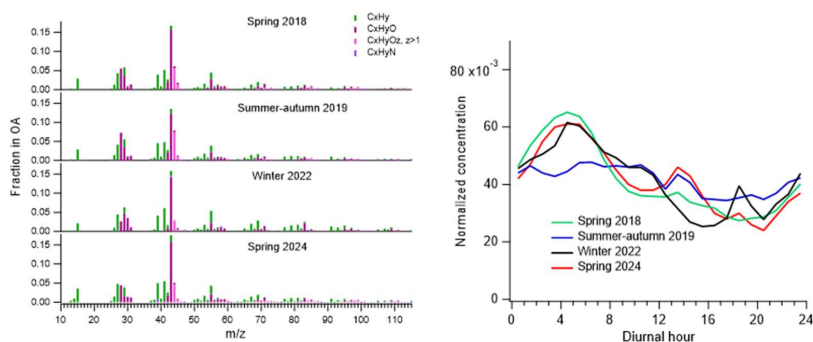 Spring 2018
CxHy
CxHyO
CxHyOz, z>1
CxHyN
0.15
0.10
0.05
0.00
Summer-autumn 2019
0.15
0.10
0.05
0.00
Winter 2022
0.15
0.10
0.05
0.00
Spring 2024
0.15
0.10
0.05
0.00
Fraction in OA
10 20 30 40 50 60 70 80 90 100 110
m/z
80 x10⁻³
60
40
20
0
Normalized concentration
Spring 2018
Summer-autumn 2019
Winter 2022
Spring 2024
0 4 8 12 16 20 24
Diurnal hour